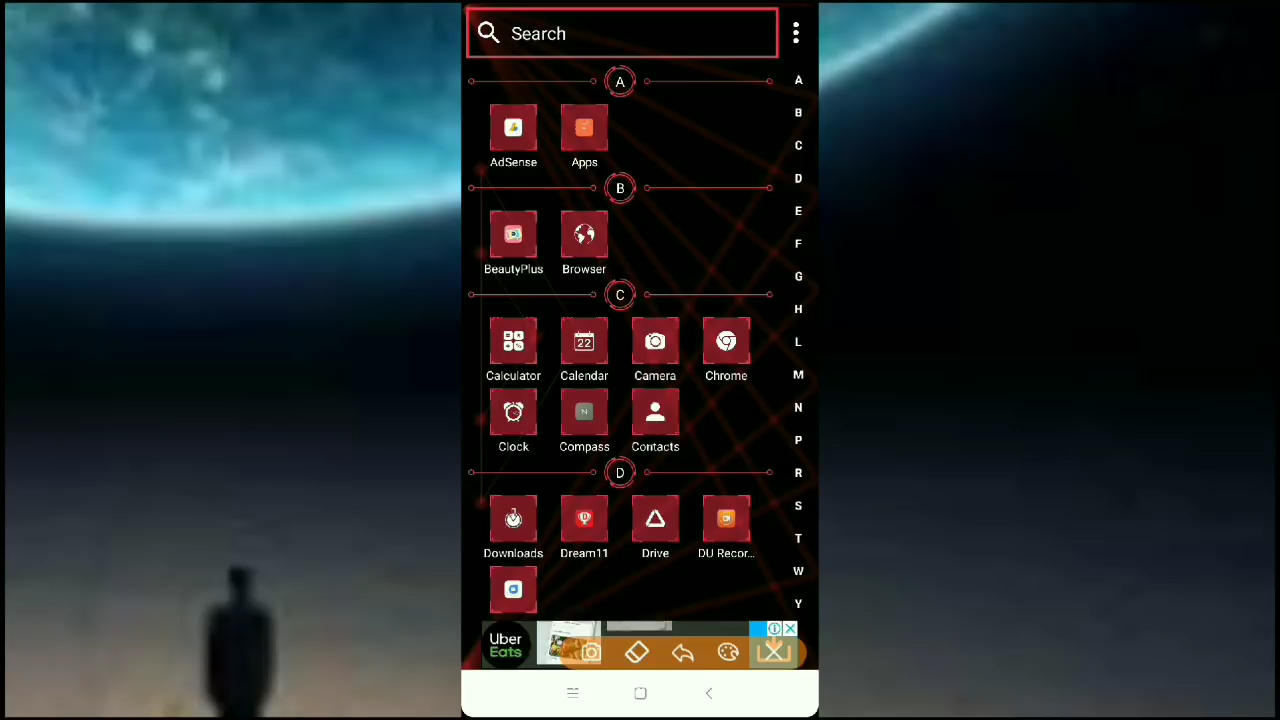 Search
A
AdSense Apps
B
BeautyPlus Browser
C
22
Calculator Calendar Camera Chrome
N
Clock Compass Contacts
D
Downloads Dream11 Drive DU Recor...
Uber
Eats
A
B
C
D
E
F
G
H
L
M
N
P
R
S
T
W
Y